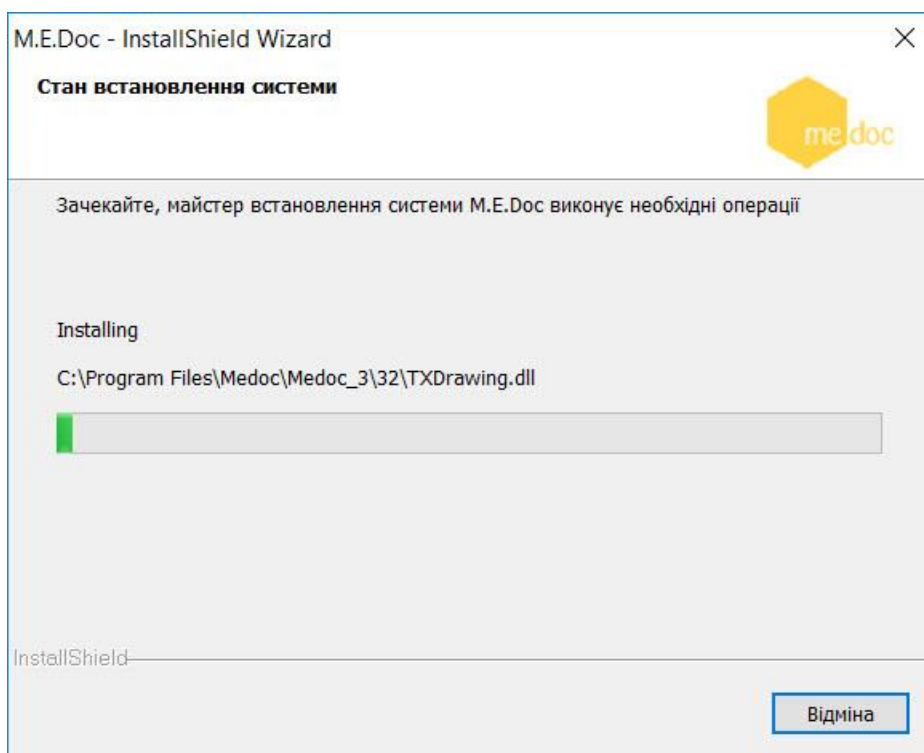 M.E.Doc - InstallShield Wizard
Стан встановлення системи
me doc
Зачекайте, майстер встановлення системи M.E.Doc виконує необхідні операції
Installing
C:\Program Files\Medoc\Medoc_3\32\TXDrawing.dll
InstallShield
Відміна